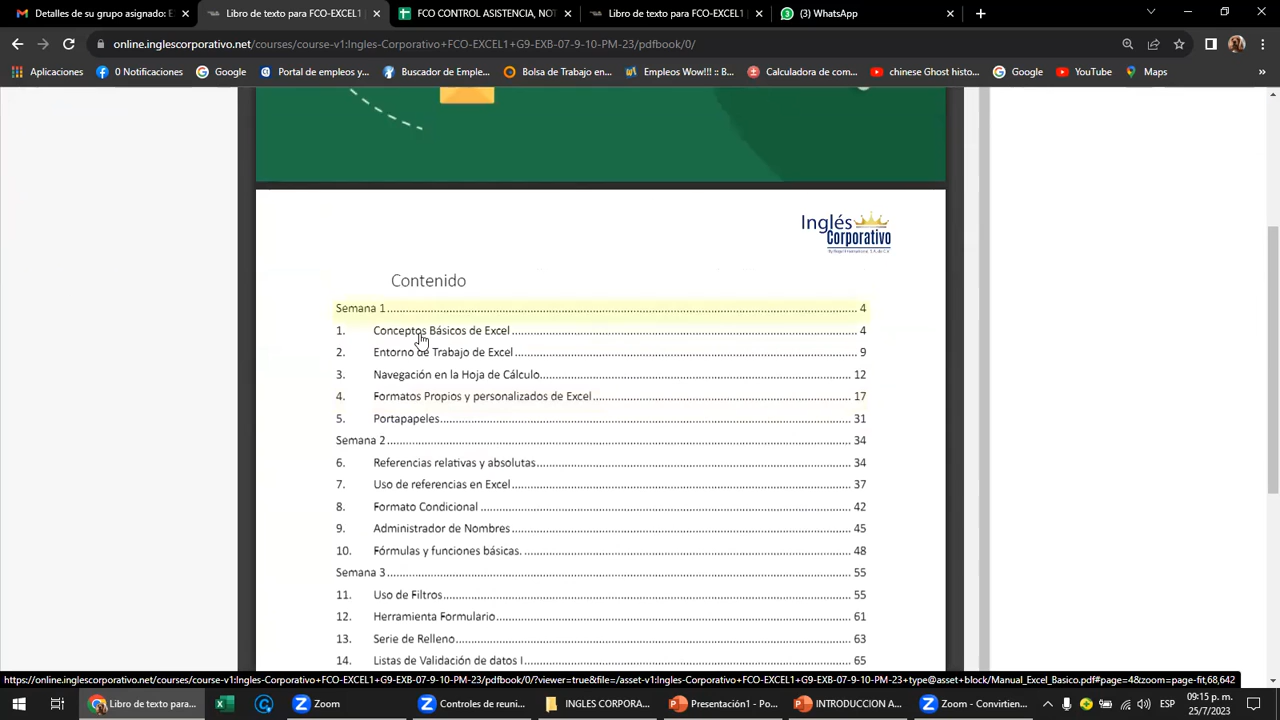 Detalles de su grupo asignado: E
Libro de texto para FCO-EXCEL1
FCO CONTROL ASISTENCIA, NOT
Libro de texto para FCO-EXCEL1
(3) WhatsApp
online.inglescorporativo.net/courses/course-v1:Ingles-Corporativo+FCO-EXCEL1+G9-EXB-07-9-10-PM-23/pdfbook/0/
Aplicaciones
0 Notificaciones
Google
Portal de empleos y...
Buscador de Emple...
Bolsa de Trabajo en...
Empleos Wow!!! :: B...
Calculadora de com...
chinese Ghost histo...
Google
YouTube
Maps
Inglés
Corporativo
Contenido
Semana 1 4
1. Conceptos Básicos de Excel 4
2. Entorno de Trabajo de Excel 9
3. Navegación en la Hoja de Cálculo 12
4. Formatos Propios y personalizados de Excel 17
5. Portapapeles 31
Semana 2 34
6. Referencias relativas y absolutas 34
7. Uso de referencias en Excel 37
8. Formato Condicional 42
9. Administrador de Nombres 45
10. Fórmulas y funciones básicas. 48
Semana 3 55
11. Uso de Filtros 55
12. Herramienta Formulario 61
13. Serie de Relleno 63
14. Listas de Validación de datos I 65
https://online.inglescorporativo.net/courses/course-v1:Ingles-Corporativo+FCO-EXCEL1+G9-EXB-07-9-10-PM-23/pdfbook/0/?viewer=true&file=/asset-v1:Ingles-Corporativo+FCO-EXCEL1+G9-EXB-07-9-10-PM-23+type@asset+block/Manual_Excel_Basico.pdf#page=4&zoom=page-fit,68,642
Libro de texto para...
Zoom
Controles de reuni...
INGLES CORPORA...
Presentación1 - Po...
INTRODUCCION A...
Zoom - Convirtien...
ESP
09:15 p. m.
25/7/2023